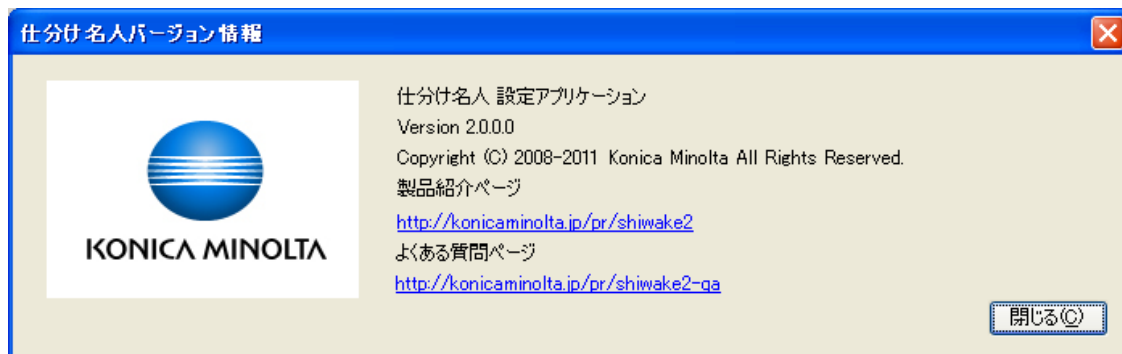 仕分け名人バージョン情報
仕分け名人 設定アプリケーション
Version 2.0.0.0
Copyright (C) 2008-2011 Konica Minolta All Rights Reserved.
製品紹介ページ
http://konicaminolta.jp/pr/shiwake2
よくある質問ページ
http://konicaminolta.jp/pr/shiwake2-qa
KONICA MINOLTA
閉じる(C)